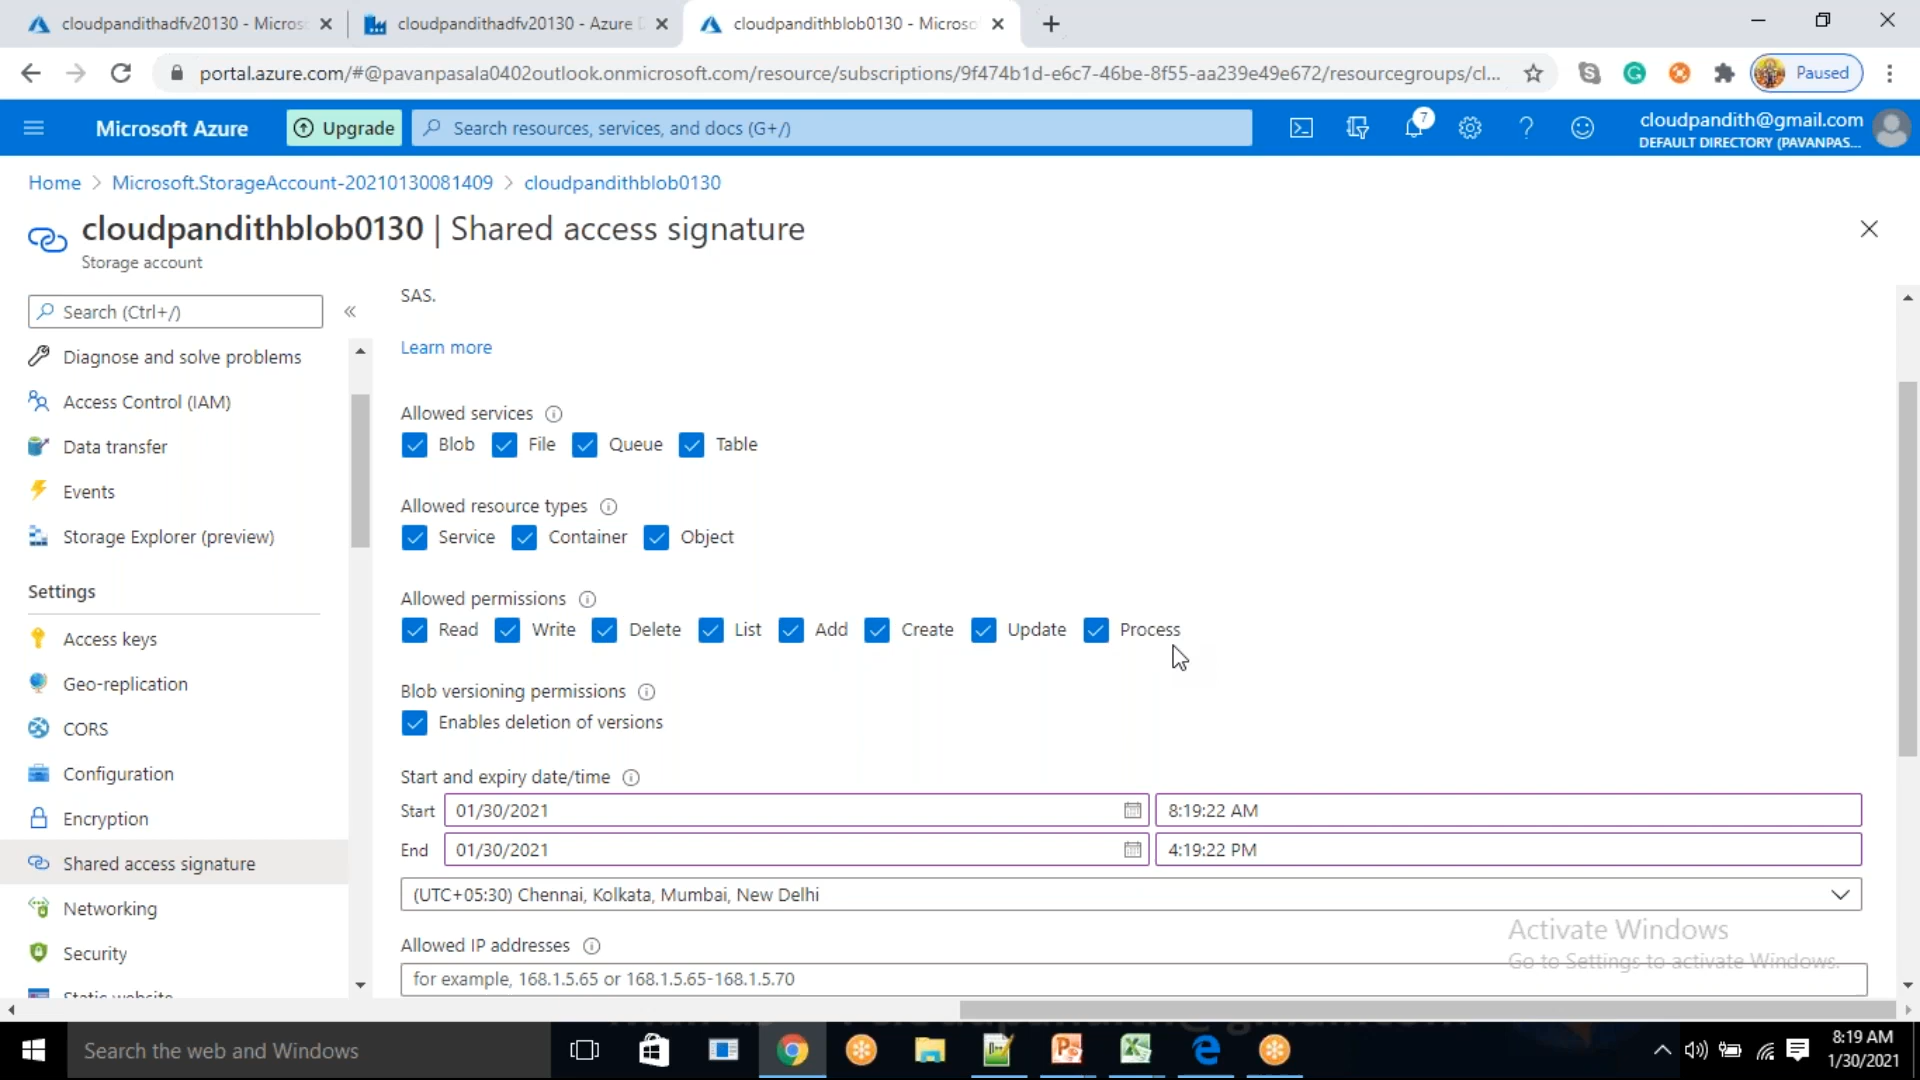 cloudpandithadfv20130 - Micros
cloudpandithadfv20130 - Azure D
cloudpandithblob0130 - Microso
portal.azure.com/#@pavanpasala0402outlook.onmicrosoft.com/resource/subscriptions/9f474b1d-e6c7-46be-8f55-aa239e49e672/resourcegroups/cl...
Paused
Microsoft Azure
Upgrade
Search resources, services, and docs (G+/)
7
cloudpandith@gmail.com
DEFAULT DIRECTORY (PAVANPAS...
Home > Microsoft.StorageAccount-20210130081409 > cloudpandithblob0130
cloudpandithblob0130 | Shared access signature
Storage account
Search (Ctrl+/)
«
Diagnose and solve problems
Access Control (IAM)
Data transfer
Events
Storage Explorer (preview)
Settings
Access keys
Geo-replication
CORS
Configuration
Encryption
Shared access signature
Networking
Security
Static website
SAS.
Learn more
Allowed services
Blob File Queue Table
Allowed resource types
Service Container Object
Allowed permissions
Read Write Delete List Add Create Update Process
Blob versioning permissions
Enables deletion of versions
Start and expiry date/time
Start 01/30/2021 8:19:22 AM
End 01/30/2021 4:19:22 PM
(UTC+05:30) Chennai, Kolkata, Mumbai, New Delhi
Allowed IP addresses
for example, 168.1.5.65 or 168.1.5.65-168.1.5.70
Activate Windows
Go to Settings to activate Windows.
Search the web and Windows
8:19 AM
1/30/2021